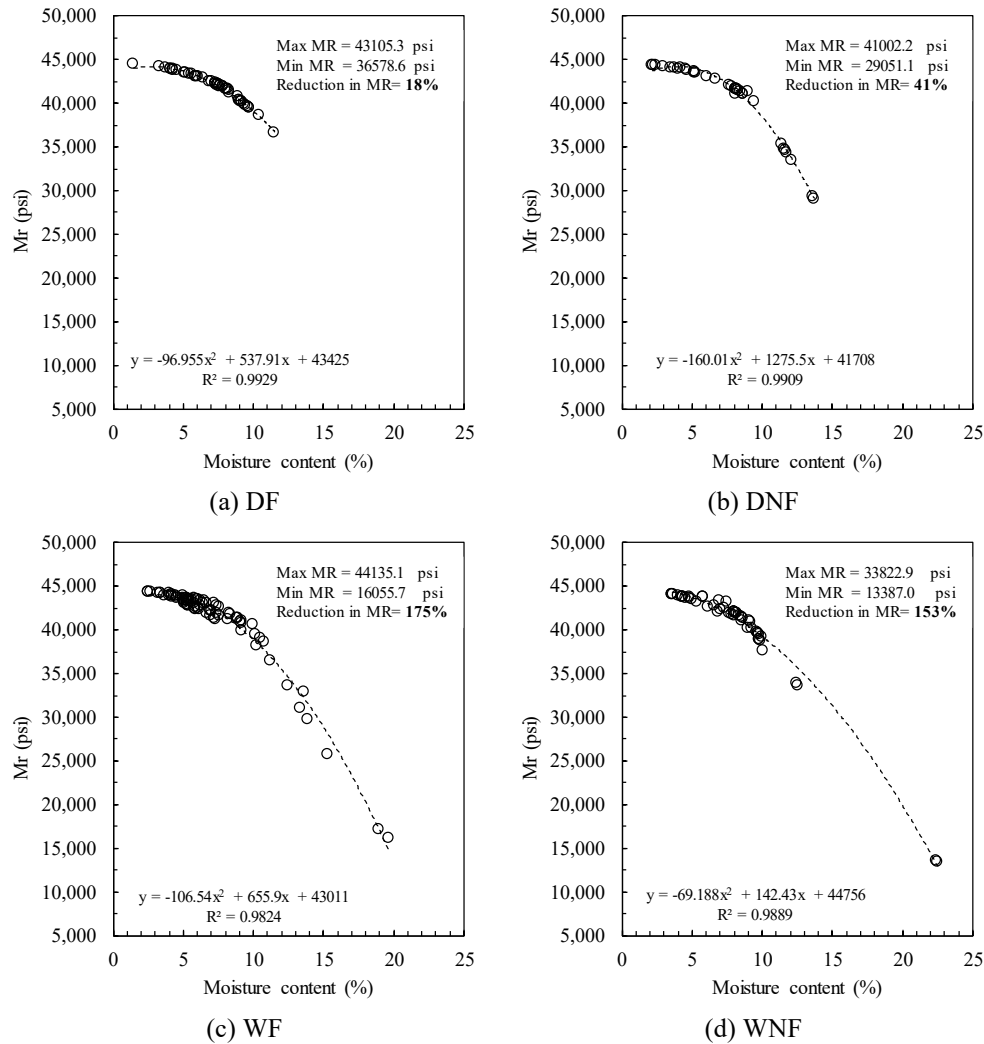 50,000
45,000
40,000
35,000
30,000
25,000
20,000
15,000
10,000
5,000
Mr (psi)
Max MR = 43105.3 psi
Min MR = 36578.6 psi
Reduction in MR= 18%
y = -96.955x² + 537.91x + 43425
R² = 0.9929
0 5 10 15 20 25
Moisture content (%)
(a) DF
50,000
45,000
40,000
35,000
30,000
25,000
20,000
15,000
10,000
5,000
Mr (psi)
Max MR = 41002.2 psi
Min MR = 29051.1 psi
Reduction in MR= 41%
y = -160.01x² + 1275.5x + 41708
R² = 0.9909
0 5 10 15 20 25
Moisture content (%)
(b) DNF
50,000
45,000
40,000
35,000
30,000
25,000
20,000
15,000
10,000
5,000
Mr (psi)
Max MR = 44135.1 psi
Min MR = 16055.7 psi
Reduction in MR= 175%
y = -106.54x² + 655.9x + 43011
R² = 0.9824
0 5 10 15 20 25
Moisture content (%)
(c) WF
50,000
45,000
40,000
35,000
30,000
25,000
20,000
15,000
10,000
5,000
Mr (psi)
Max MR = 33822.9 psi
Min MR = 13387.0 psi
Reduction in MR= 153%
y = -69.188x² + 142.43x + 44756
R² = 0.9889
0 5 10 15 20 25
Moisture content (%)
(d) WNF